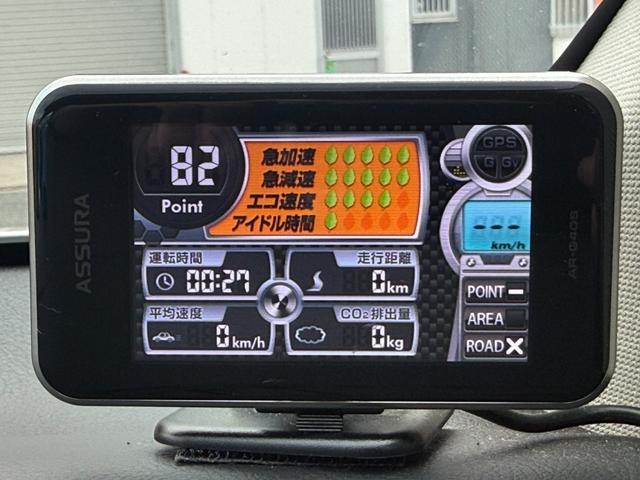 82
Point
急加速
急減速
エコ速度
アイドル時間
GPS
G Gv
---
km/h
運転時間
00:27
走行距離
0km
平均速度
0km/h
CO₂排出量
0kg
POINT
AREA
ROAD
ASSURA
AR-G40S